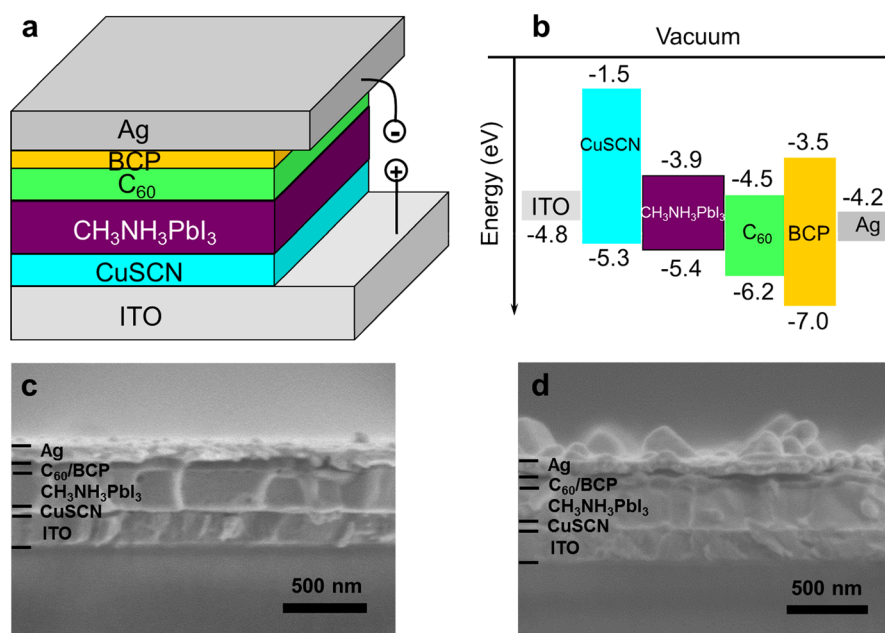 a
Ag
BCP
C₆₀
CH₃NH₃PbI₃
CuSCN
ITO
-
+
b
Vacuum
Energy (eV)
-1.5
CuSCN
-5.3
ITO
-4.8
-3.9
CH₃NH₃PbI₃
-5.4
-4.5
C₆₀
-6.2
-3.5
BCP
-7.0
-4.2
Ag
c
Ag
C₆₀/BCP
CH₃NH₃PbI₃
CuSCN
ITO
500 nm
d
Ag
C₆₀/BCP
CH₃NH₃PbI₃
CuSCN
ITO
500 nm